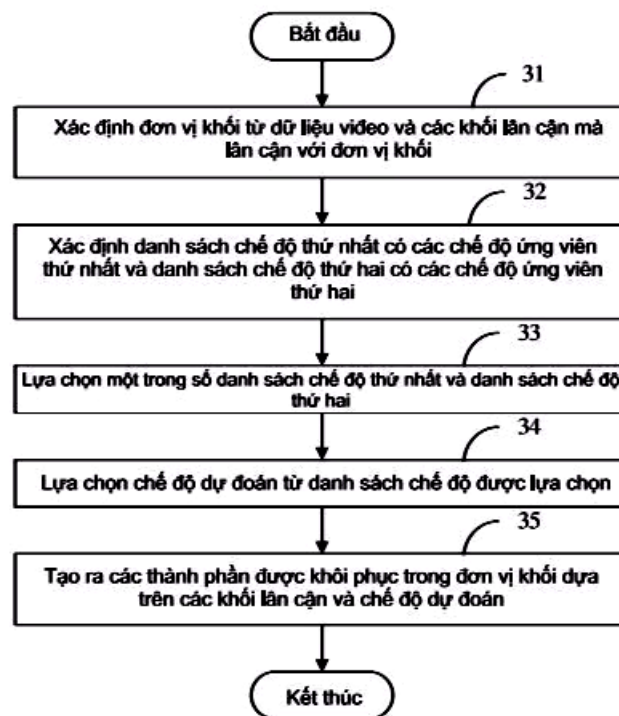 Bắt đầu
31
Xác định đơn vị khối từ dữ liệu video và các khối lân cận mà
lân cận với đơn vị khối
32
Xác định danh sách chế độ thứ nhất có các chế độ ứng viên
thứ nhất và danh sách chế độ thứ hai có các chế độ ứng viên
thứ hai
33
Lựa chọn một trong số danh sách chế độ thứ nhất và danh sách chế độ
thứ hai
34
Lựa chọn chế độ dự đoán từ danh sách chế độ được lựa chọn
35
Tạo ra các thành phần được khôi phục trong đơn vị khối dựa
trên các khối lân cận và chế độ dự đoán
Kết thúc